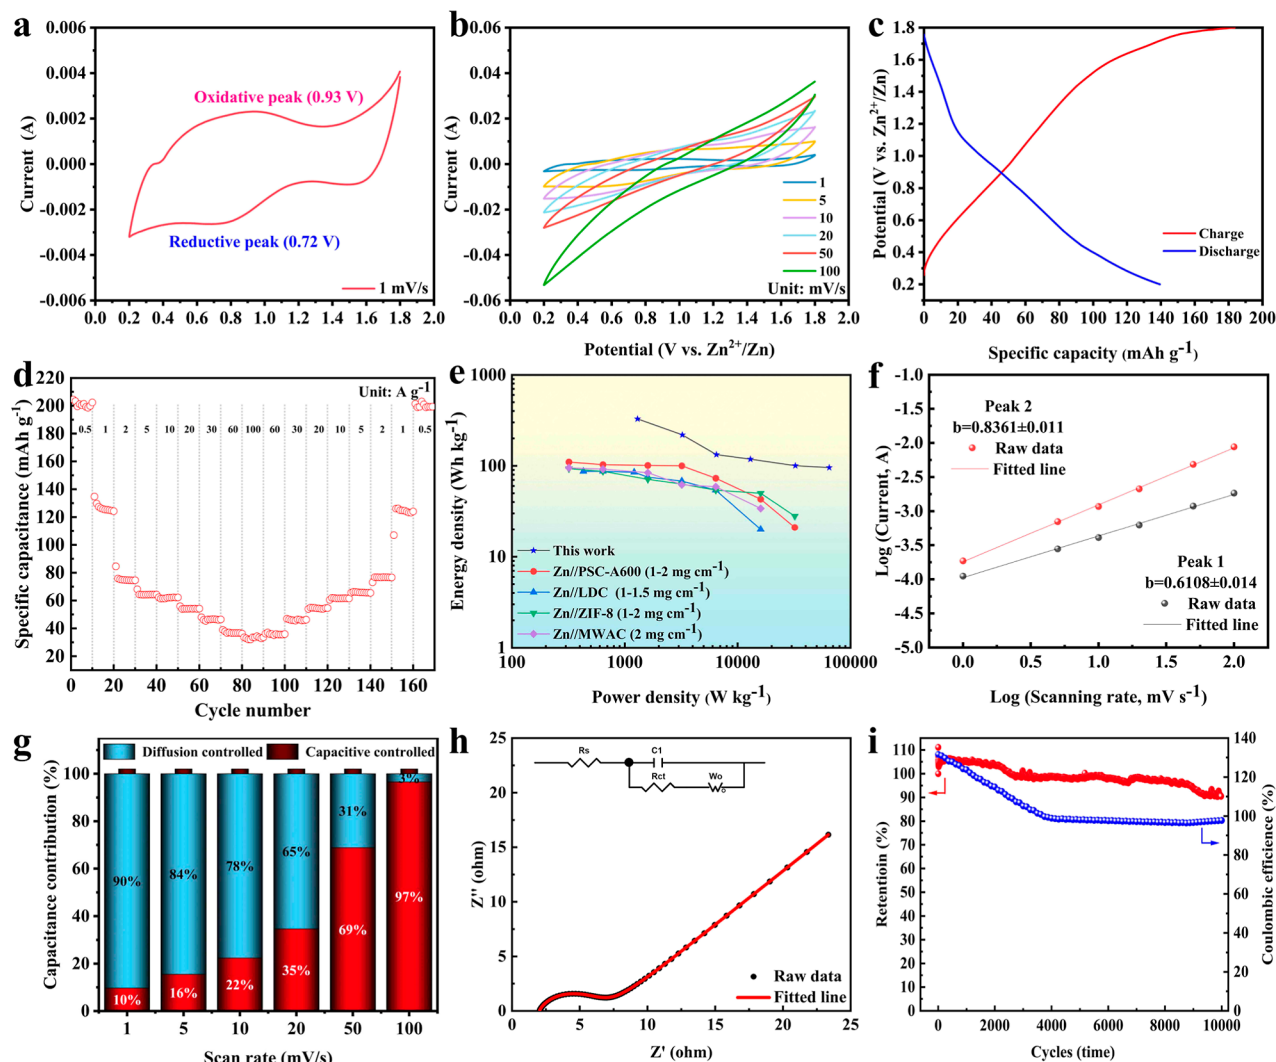 a
0.006
0.004
0.002
0.000
-0.002
-0.004
-0.006
Current (A)
Oxidative peak (0.93 V)
Reductive peak (0.72 V)
1 mV/s
0.0 0.2 0.4 0.6 0.8 1.0 1.2 1.4 1.6 1.8 2.0
b
0.06
0.04
0.02
0.00
-0.02
-0.04
-0.06
Current (A)
1
5
10
20
50
100
Unit: mV/s
0.0 0.2 0.4 0.6 0.8 1.0 1.2 1.4 1.6 1.8 2.0
Potential (V vs. Zn2+/Zn)
c
1.8
1.6
1.4
1.2
1.0
0.8
0.6
0.4
0.2
Potential (V vs. Zn2+/Zn)
Charge
Discharge
0 20 40 60 80 100 120 140 160 180 200
Specific capacity (mAh g-1)
d
220
200
180
160
140
120
100
80
60
40
20
Specific capacitance (mAh g-1)
Unit: A g-1
0.5 1 2 5 10 20 30 60 100 60 30 20 10 5 2 1 0.5
0 20 40 60 80 100 120 140 160
Cycle number
e
1000
100
10
1
Energy density (Wh kg-1)
This work
Zn//PSC-A600 (1-2 mg cm-1)
Zn//LDC (1-1.5 mg cm-1)
Zn//ZIF-8 (1-2 mg cm-1)
Zn//MWAC (2 mg cm-1)
100 1000 10000 100000
Power density (W kg-1)
f
-1.0
-1.5
-2.0
-2.5
-3.0
-3.5
-4.0
-4.5
-5.0
Log (Current, A)
Peak 2
b=0.8361±0.011
Raw data
Fitted line
Peak 1
b=0.6108±0.014
Raw data
Fitted line
0.0 0.5 1.0 1.5 2.0
Log (Scanning rate, mV s-1)
g
100
80
60
40
20
0
Capacitance contribution (%)
Diffusion controlled
Capacitive controlled
90% 84% 78% 65% 31% 3%
10% 16% 22% 35% 69% 97%
1 5 10 20 50 100
Scan rate (mV/s)
h
25
20
15
10
5
0
Z'' (ohm)
Rs C1
Rct Wo
Raw data
Fitted line
0 5 10 15 20 25
Z' (ohm)
i
110
100
90
80
70
60
50
40
30
20
10
0
Retentioin (%)
140
120
100
80
60
40
20
0
Coulombic efficience (%)
0 2000 4000 6000 8000 10000
Cycles (time)